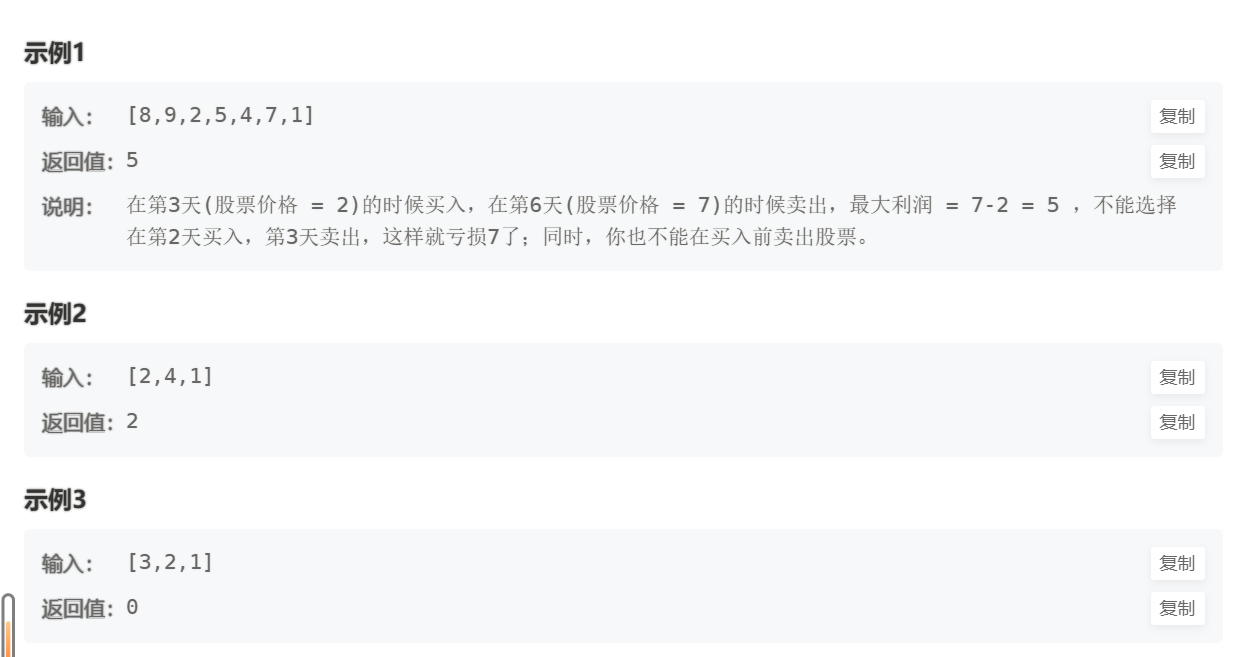 示例1
输入： [8,9,2,5,4,7,1] 复制
返回值： 5 复制
说明： 在第3天(股票价格 = 2)的时候买入，在第6天(股票价格 = 7)的时候卖出，最大利润 = 7-2 = 5 ，不能选择
在第2天买入，第3天卖出，这样就亏损7了；同时，你也不能在买入前卖出股票。
示例2
输入： [2,4,1] 复制
返回值： 2 复制
示例3
输入： [3,2,1] 复制
返回值： 0 复制